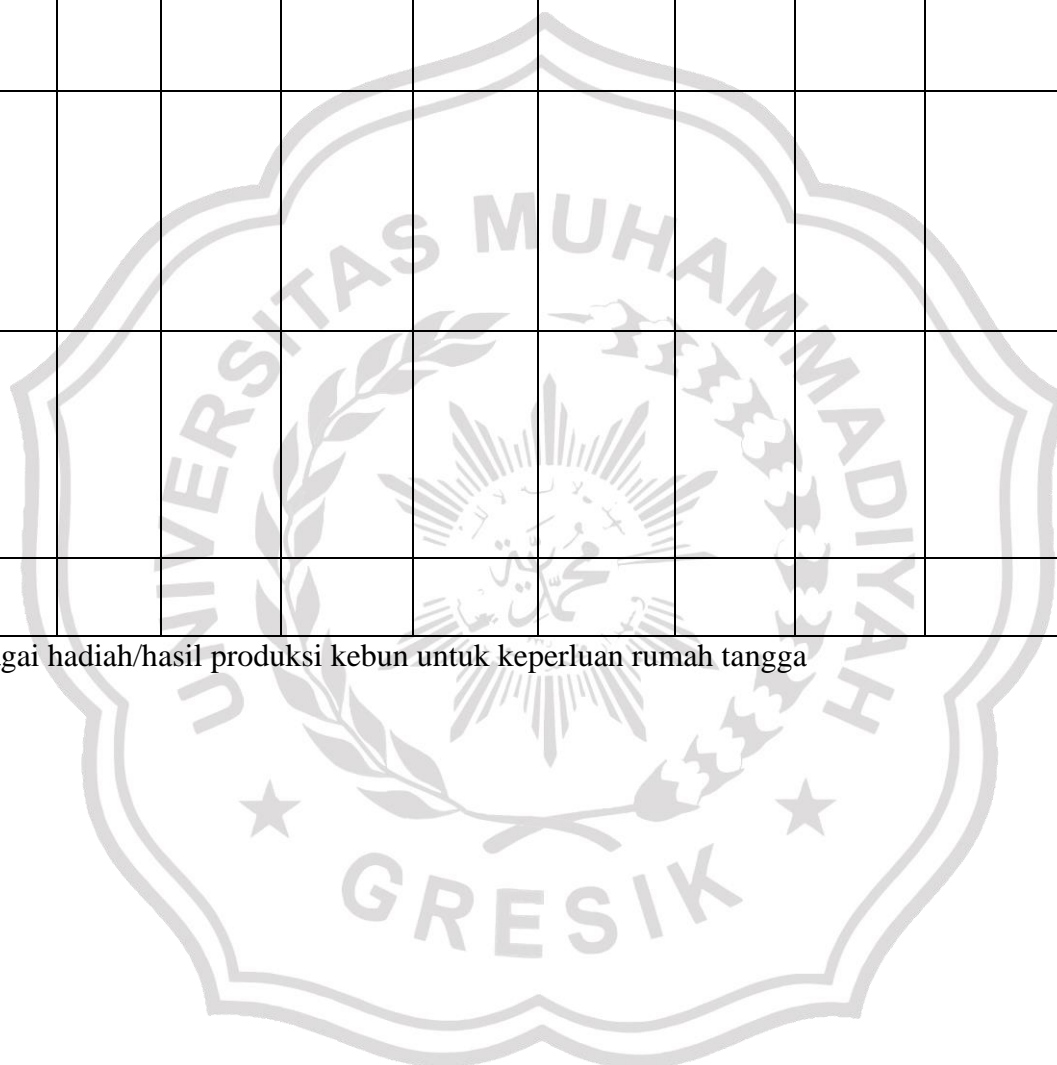 UNIVERSITAS MUHAMMADIYAH
gai hadiah/hasil produksi kebun untuk keperluan rumah tangga
GRESIK